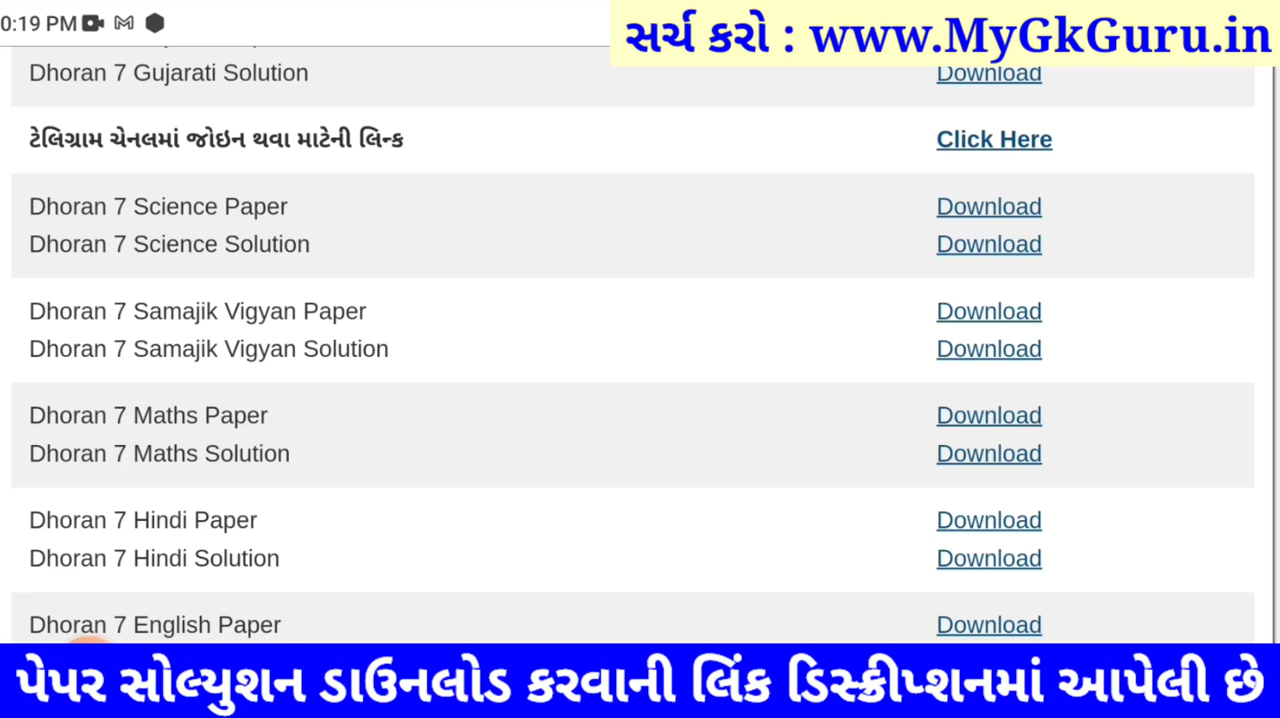 0:19 PM
સર્ચ કરો : www.MyGkGuru.in
Dhoran 7 Gujarati Solution Download
ટેલિગ્રામ ચેનલમાં જોઇન થવા માટેની લિન્ક Click Here
Dhoran 7 Science Paper Download
Dhoran 7 Science Solution Download
Dhoran 7 Samajik Vigyan Paper Download
Dhoran 7 Samajik Vigyan Solution Download
Dhoran 7 Maths Paper Download
Dhoran 7 Maths Solution Download
Dhoran 7 Hindi Paper Download
Dhoran 7 Hindi Solution Download
Dhoran 7 English Paper Download
પેપર સોલ્યુશન ડાઉનલોડ કરવાની લિંક ડિસ્ક્રીપ્શનમાં આપેલી છે